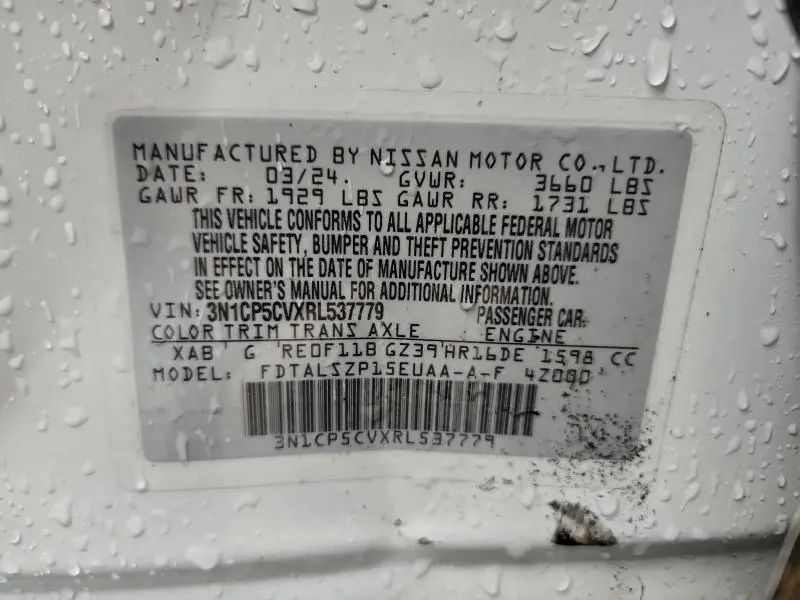 MANUFACTURED BY NISSAN MOTOR CO.,LTD.
DATE: 03/24. GVWR: 3660 LBS
GAWR FR: 1929 LBS GAWR RR: 1731 LBS
THIS VEHICLE CONFORMS TO ALL APPLICABLE FEDERAL MOTOR
VEHICLE SAFETY, BUMPER AND THEFT PREVENTION STANDARDS
IN EFFECT ON THE DATE OF MANUFACTURE SHOWN ABOVE.
SEE OWNER'S MANUAL FOR ADDITIONAL INFORMATION.
VIN: 3N1CP5CVXRL537779 PASSENGER CAR
COLOR TRIM TRANS AXLE ENGINE
XAB G RE0F11B GZ39 HR16DE 1598 CC
MODEL: FDTALSZP15EUAA-A-F
3N1CP5CVXRL537779